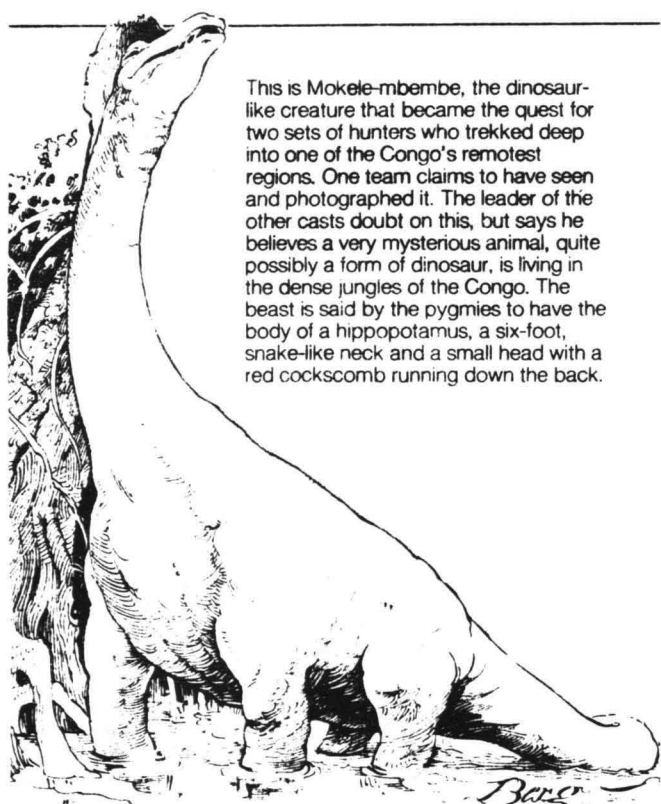 This is Mokele-mbembe, the dinosaur-
like creature that became the quest for
two sets of hunters who trekked deep
into one of the Congo's remotest
regions. One team claims to have seen
and photographed it. The leader of the
other casts doubt on this, but says he
believes a very mysterious animal, quite
possibly a form of dinosaur, is living in
the dense jungles of the Congo. The
beast is said by the pygmies to have the
body of a hippopotamus, a six-foot,
snake-like neck and a small head with a
red cockscomb running down the back.